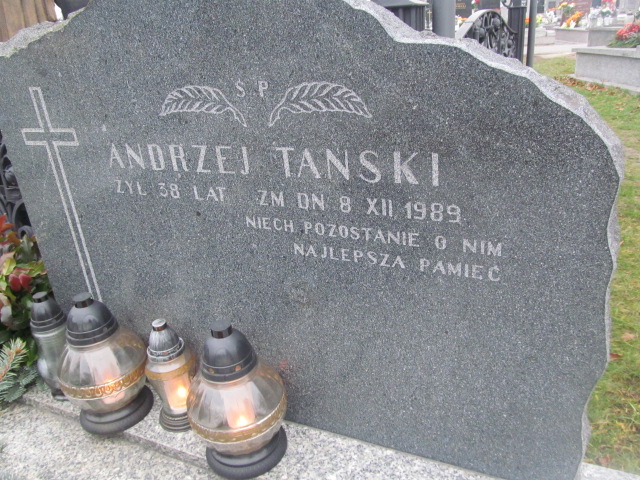 Ś P
ANDRZEJ TANSKI
ŻYŁ 38 LAT ZM DN 8 XII 1989
NIECH POZOSTANIE O NIM
NAJLEPSZA PAMIĘĆ